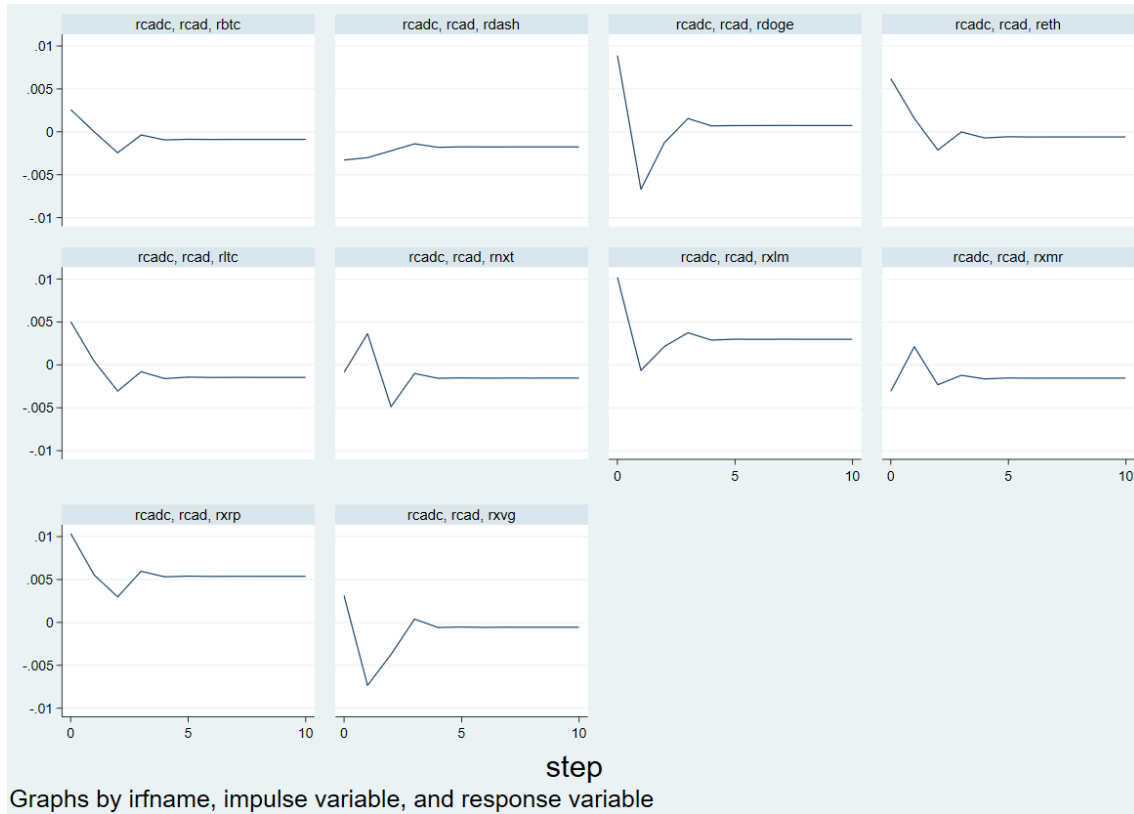 rcadc, rcad, rbtc rcadc, rcad, rdash rcadc, rcad, rdoge rcadc, rcad, reth
.01
.005
0
-.005
-.01
rcadc, rcad, rltc rcadc, rcad, rnxt rcadc, rcad, rxlm rcadc, rcad, rxmr
.01
.005
0
-.005
-.01
0 5 10 0 5 10
rcadc, rcad, rxrp rcadc, rcad, rxvg
.01
.005
0
-.005
-.01
0 5 10 0 5 10
step
Graphs by irfname, impulse variable, and response variable